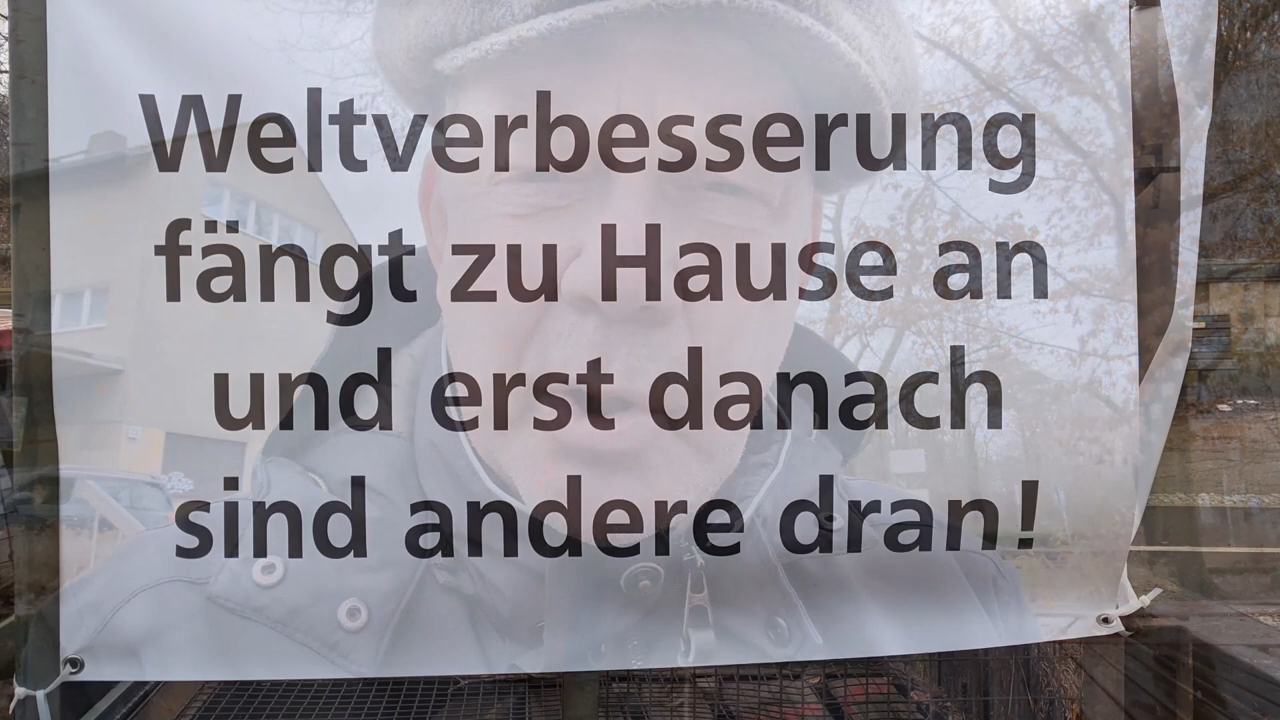 Weltverbesserung
fängt zu Hause an
und erst danach
sind andere dran!